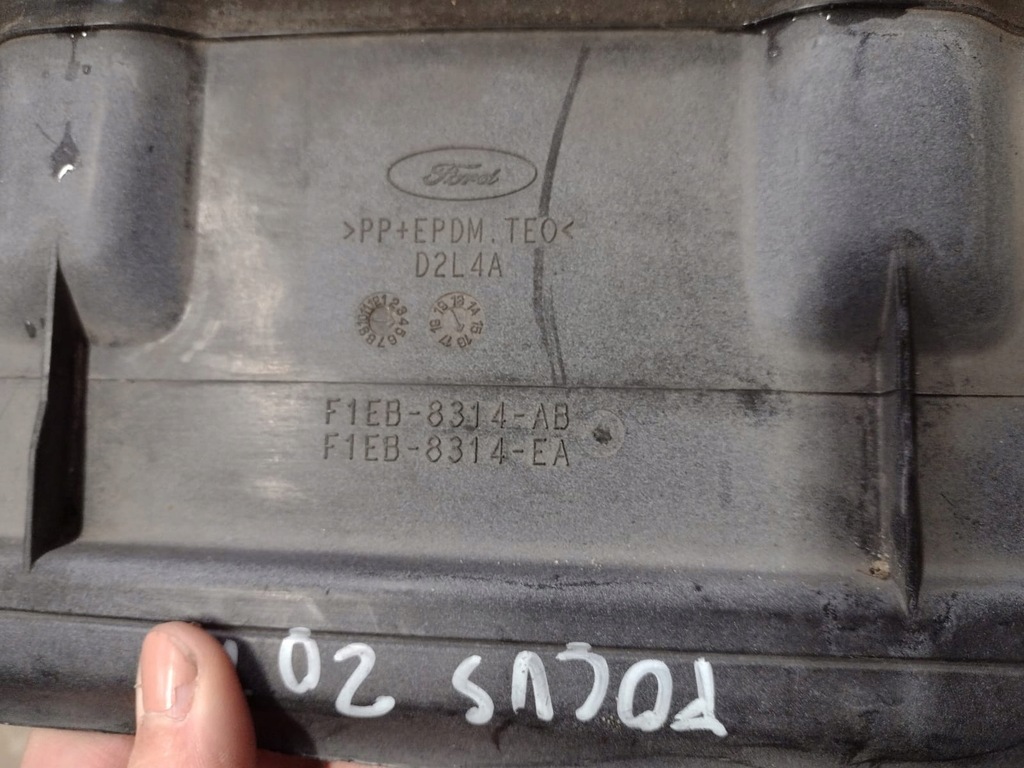 Ford
>PP+EPDM.TEO<
D2L4A
F1EB-8314-AB
F1EB-8314-EA
FOCUS 20